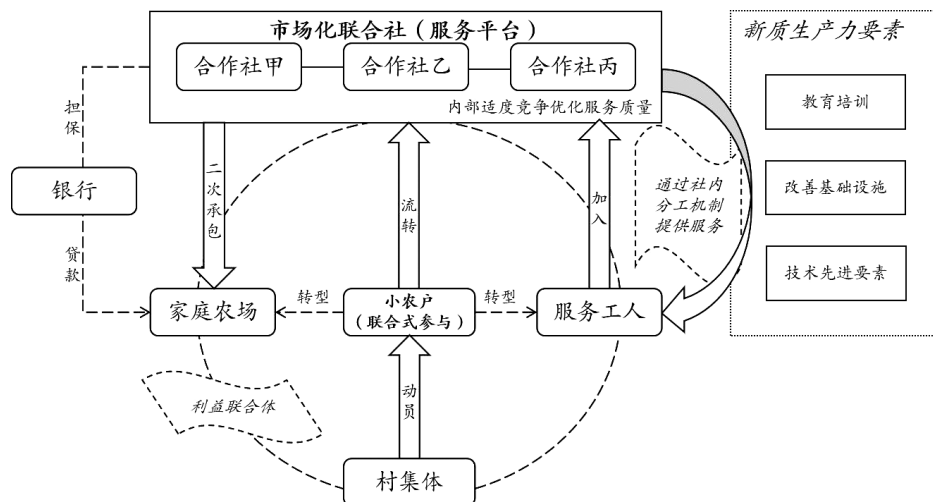 市场化联合社（服务平台）
合作社甲
合作社乙
合作社丙
内部适度竞争优化服务质量
新质生产力要素
教育培训
改善基础设施
技术先进要素
担保
银行
贷款
二次承包
流转
加入
通过社内
分工机制
提供服务
家庭农场
转型
小农户
（联合式参与）
转型
服务工人
动员
利益联合体
村集体